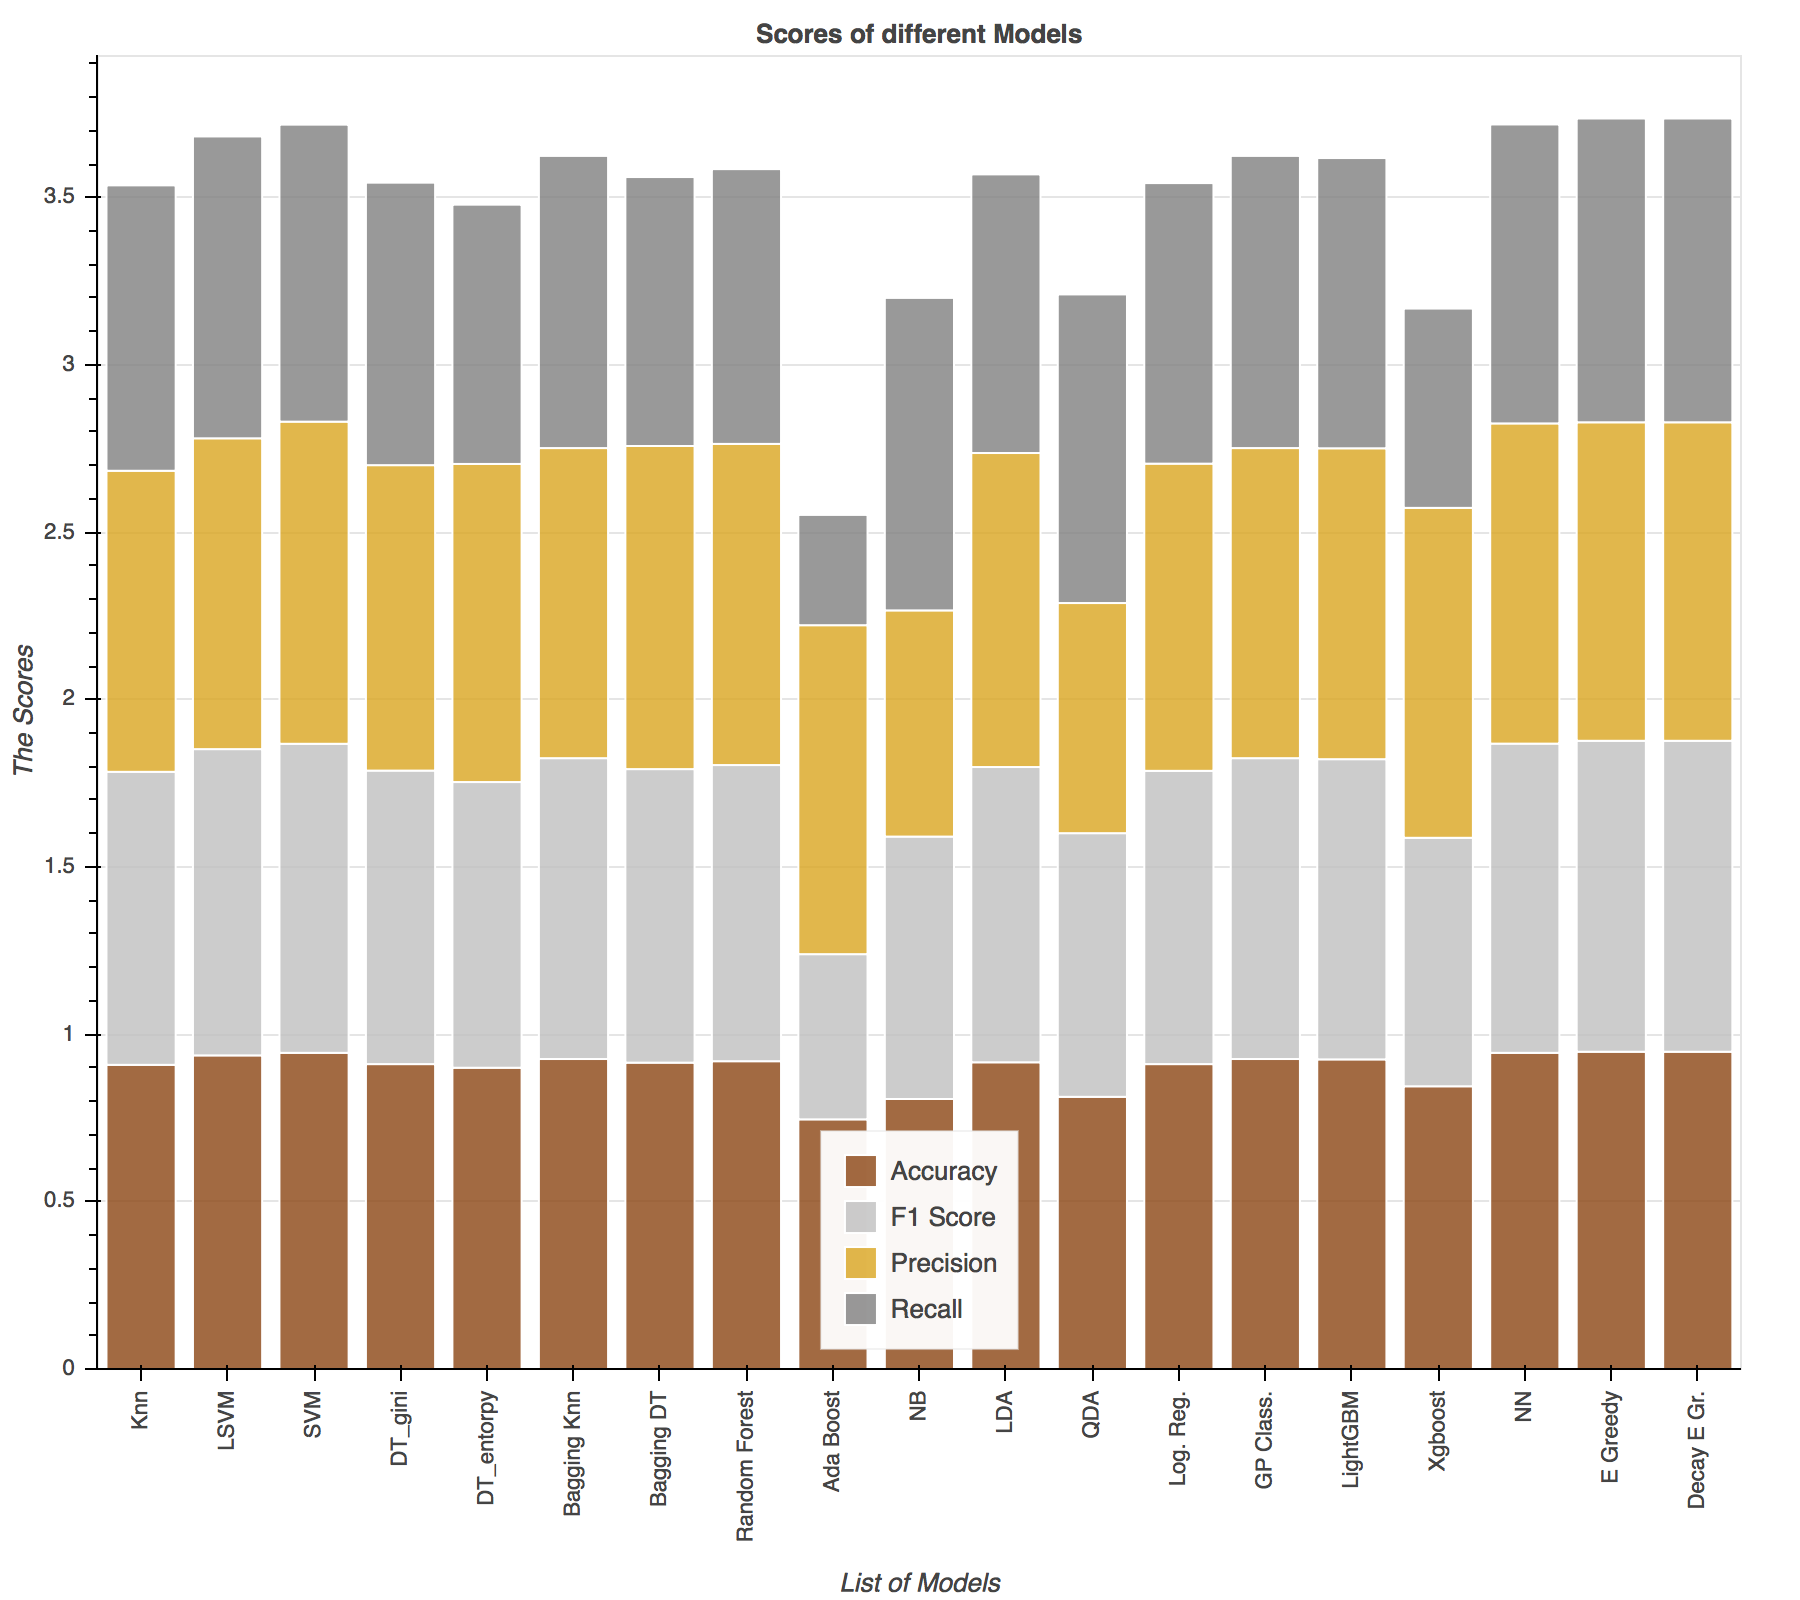 Scores of different Models
The Scores
3.5
3
2.5
2
1.5
1
0.5
0
Accuracy
F1 Score
Precision
Recall
Knn
LSVM
SVM
DT_gini
DT_entorpy
Bagging Knn
Bagging DT
Random Forest
Ada Boost
NB
LDA
QDA
Log. Reg.
GP Class.
LightGBM
Xgboost
NN
E Greedy
Decay E Gr.
List of Models